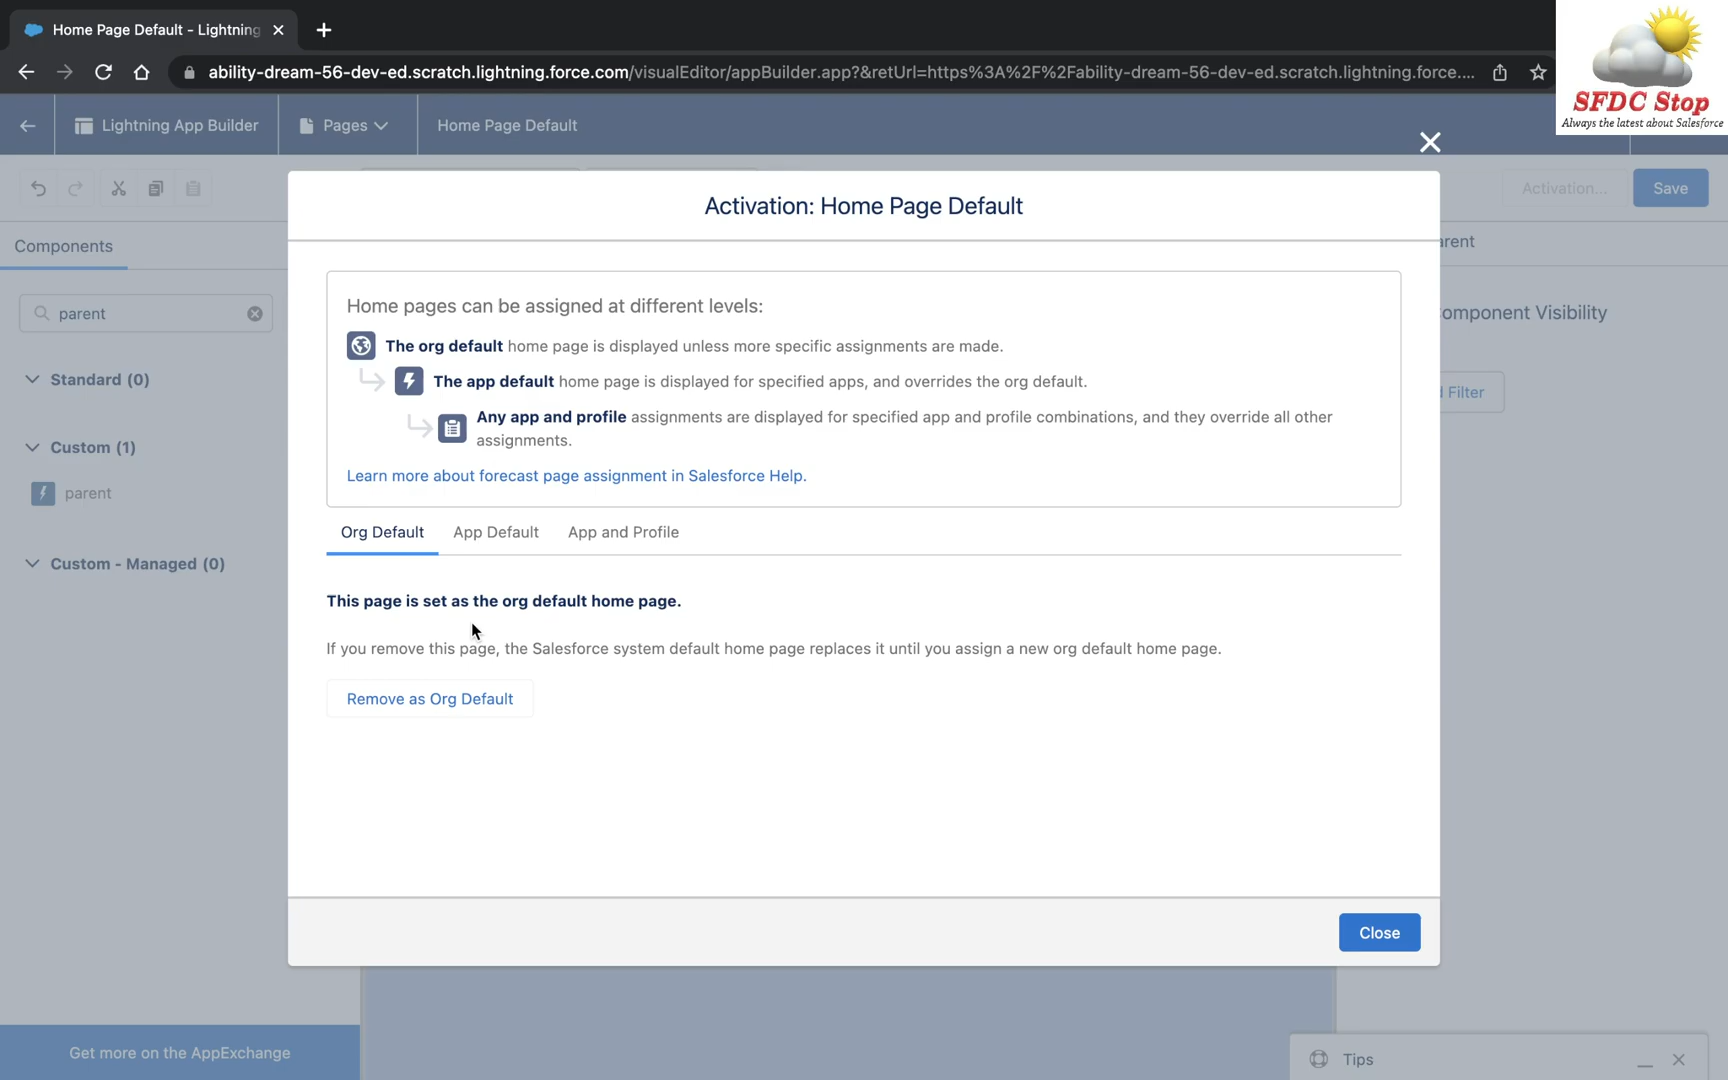 Home Page Default - Lightning
ability-dream-56-dev-ed.scratch.lightning.force.com/visualEditor/appBuilder.app?&retUrl=https%3A%2F%2Fability-dream-56-dev-ed.scratch.lightning.force....
SFDC Stop
Always the latest about Salesforce
Lightning App Builder
Pages
Home Page Default
Activation...
Save
Components
Activation: Home Page Default
arent
parent
Home pages can be assigned at different levels:
omponent Visibility
The org default home page is displayed unless more specific assignments are made.
Standard (0)
The app default home page is displayed for specified apps, and overrides the org default.
Filter
Any app and profile assignments are displayed for specified app and profile combinations, and they override all other
assignments.
Custom (1)
Learn more about forecast page assignment in Salesforce Help.
parent
Org Default
App Default
App and Profile
Custom - Managed (0)
This page is set as the org default home page.
If you remove this page, the Salesforce system default home page replaces it until you assign a new org default home page.
Remove as Org Default
Close
Get more on the AppExchange
Tips